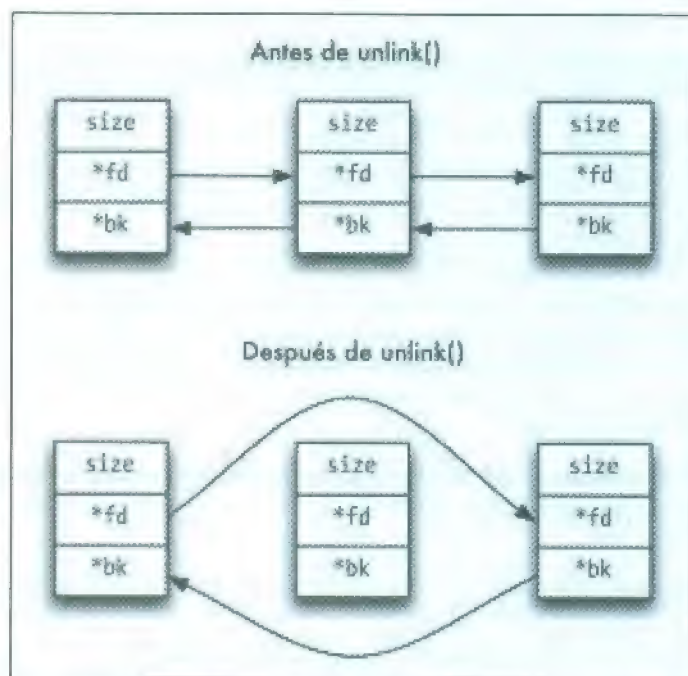 Antes de unlink()
size size size
*fd *fd *fd
*bk *bk *bk
Después de unlink()
size size size
*fd *fd *fd
*bk *bk *bk